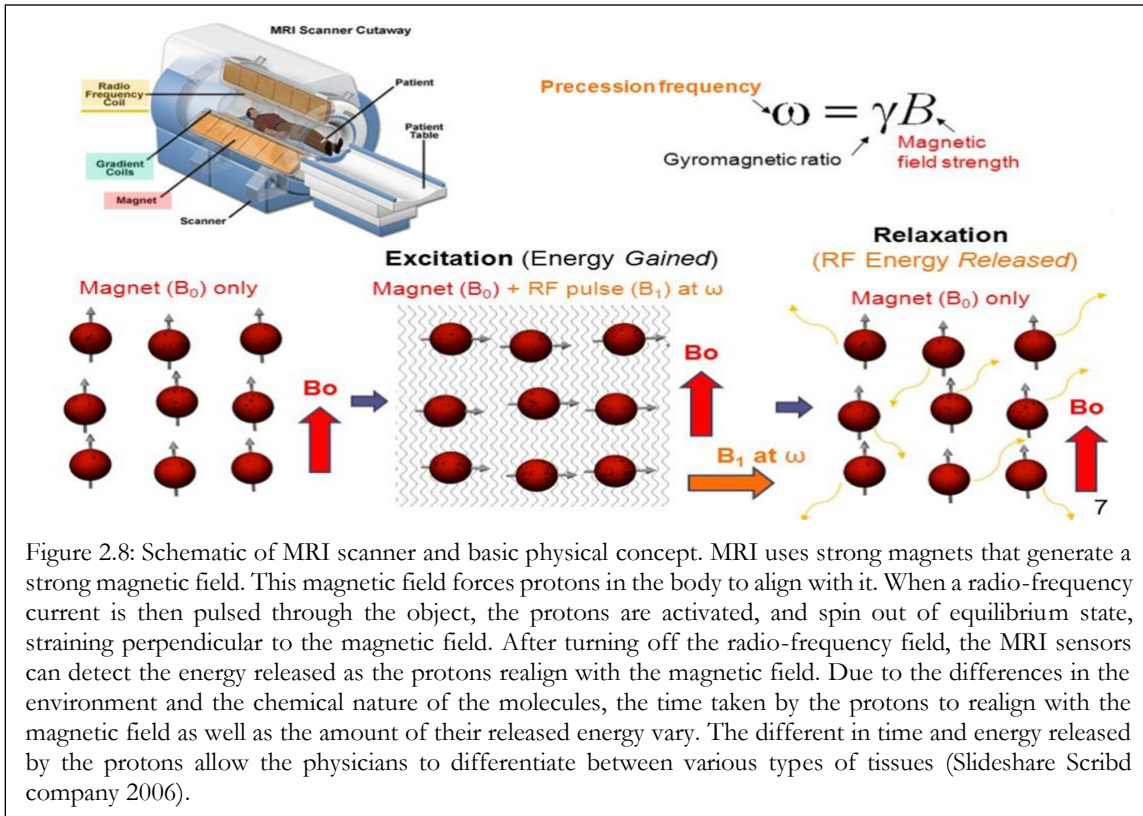 MRI Scanner Cutaway
Radio
Frequency
Coil
Patient
Patient
Table
Gradient
Coils
Magnet
Scanner
Precession frequency
ω = γB
Gyromagnetic ratio
Magnetic
field strength
Magnet (B₀) only
Bo
Excitation (Energy Gained)
Magnet (B₀) + RF pulse (B₁) at ω
Bo
B₁ at ω
Relaxation
(RF Energy Released)
Magnet (B₀) only
Bo
7
Figure 2.8: Schematic of MRI scanner and basic physical concept. MRI uses strong magnets that generate a
strong magnetic field. This magnetic field forces protons in the body to align with it. When a radio-frequency
current is then pulsed through the object, the protons are activated, and spin out of equilibrium state,
straining perpendicular to the magnetic field. After turning off the radio-frequency field, the MRI sensors
can detect the energy released as the protons realign with the magnetic field. Due to the differences in the
environment and the chemical nature of the molecules, the time taken by the protons to realign with the
magnetic field as well as the amount of their released energy vary. The different in time and energy released
by the protons allow the physicians to differentiate between various types of tissues (Slideshare Scribd
company 2006).